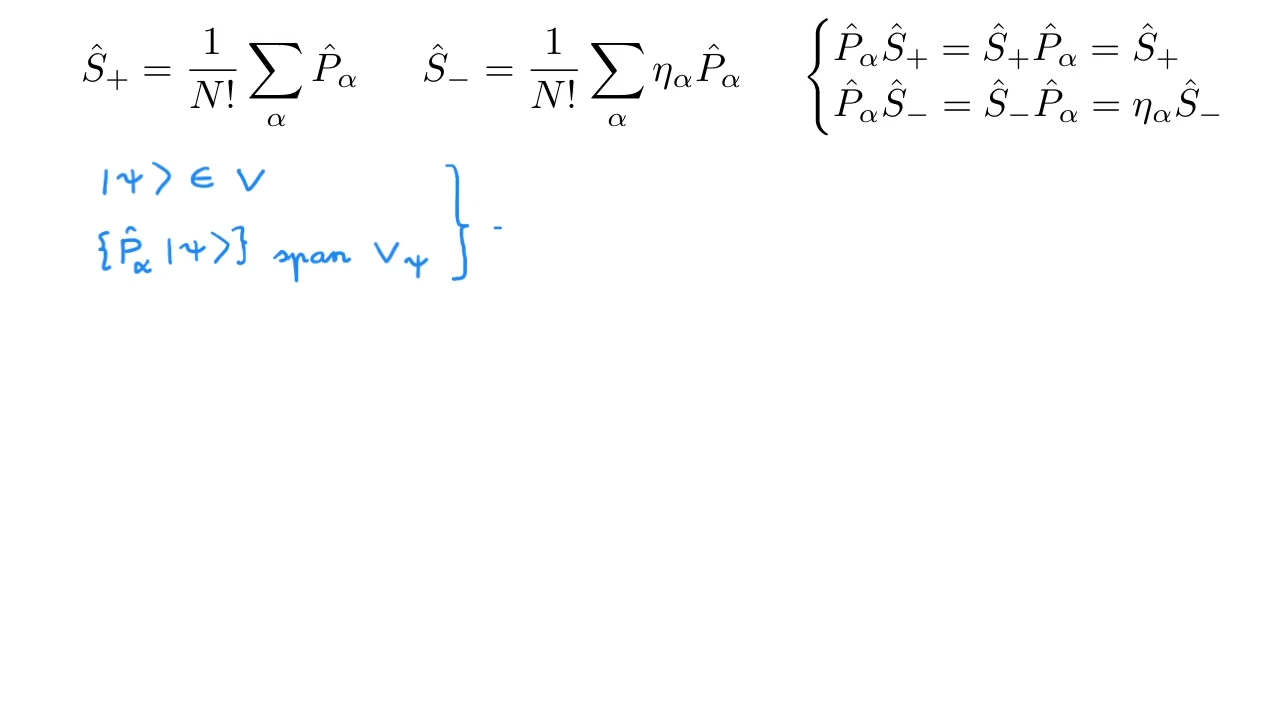 Ŝ₊ = 1/N! ∑_α P̂_α   Ŝ₋ = 1/N! ∑_α η_α P̂_α   { P̂_α Ŝ₊ = Ŝ₊ P̂_α = Ŝ₊
P̂_α Ŝ₋ = Ŝ₋ P̂_α = η_α Ŝ₋
|ψ⟩ ∈ V
{P̂_α |ψ⟩} span V_ψ } -